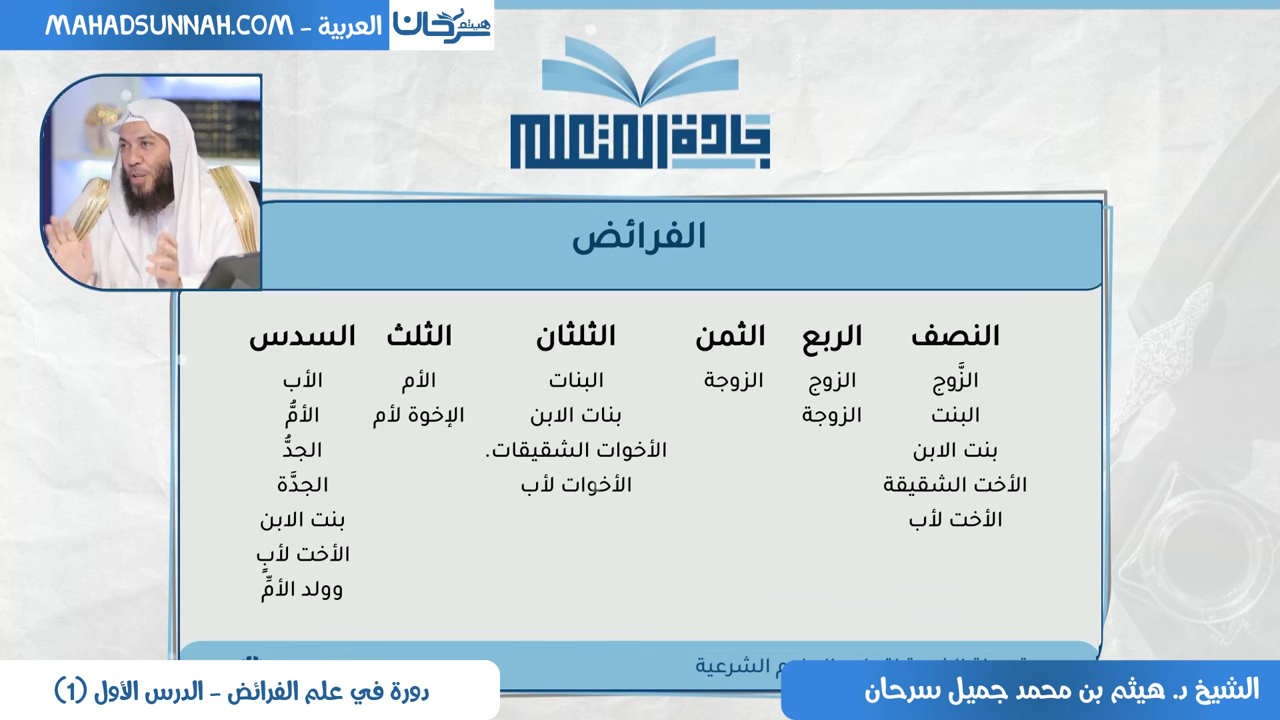 MAHADSUNNAH.COM - العربية
هيثم سرحان
جادة المتعلم
الفرائض
النصف الربع الثمن الثلثان الثلث السدس
الزَّوج الزوج الزوجة البنات الأم الأب
البنت الزوجة بنات الابن الإخوة لأم الأمُّ
بنت الابن الأخوات الشقيقات. الجدُّ
الأخت الشقيقة الأخوات لأب الجدَّة
الأخت لأب بنت الابن
الأخت لأبٍ
وولد الأمِّ
الشرعية
الشيخ د. هيثم بن محمد جميل سرحان
دورة في علم الفرائض - الدرس الأول (1)